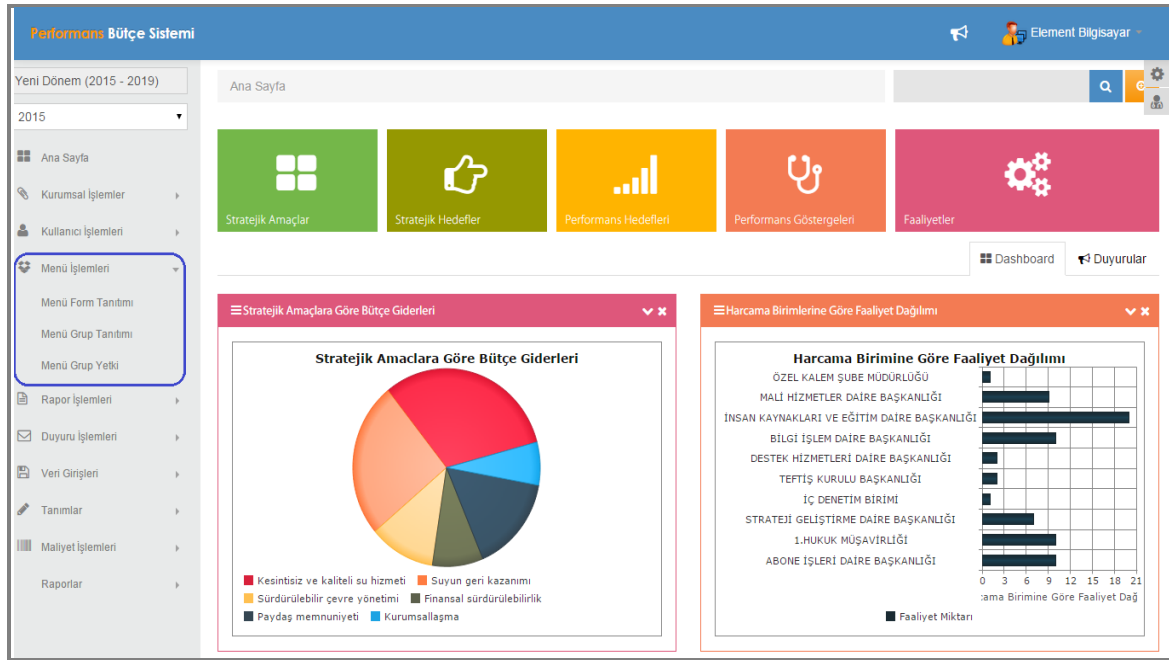 Performans Bütçe Sistemi
Element Bilgisayar
Yeni Dönem (2015 - 2019)
2015
Ana Sayfa
Kurumsal İşlemler
Kullanıcı İşlemleri
Menü İşlemleri
Menü Form Tanıtımı
Menü Grup Tanıtımı
Menü Grup Yetki
Rapor İşlemleri
Duyuru İşlemleri
Veri Girişleri
Tanımlar
Maliyet İşlemleri
Raporlar
Ana Sayfa
Stratejik Amaçlar
Stratejik Hedefler
Performans Hedefleri
Performans Göstergeleri
Faaliyetler
Dashboard
Duyurular
Stratejik Amaçlara Göre Bütçe Giderleri
Stratejik Amaclara Göre Bütçe Giderleri
Kesintisiz ve kaliteli su hizmeti
Suyun geri kazanımı
Sürdürülebilir çevre yönetimi
Finansal sürdürülebilirlik
Paydaş memnuniyeti
Kurumsallaşma
Harcama Birimlerine Göre Faaliyet Dağılımı
Harcama Birimine Göre Faaliyet Dağılımı
ÖZEL KALEM ŞUBE MÜDÜRLÜĞÜ
MALİ HİZMETLER DAİRE BAŞKANLIĞI
İNSAN KAYNAKLARI VE EĞİTİM DAİRE BAŞKANLIĞI
BİLGİ İŞLEM DAİRE BAŞKANLIĞI
DESTEK HİZMETLERİ DAİRE BAŞKANLIĞI
TEFTİŞ KURULU BAŞKANLIĞI
İÇ DENETİM BİRİMİ
STRATEJİ GELİŞTİRME DAİRE BAŞKANLIĞI
1.HUKUK MÜŞAVİRLİĞİ
ABONE İŞLERİ DAİRE BAŞKANLIĞI
0 3 6 9 12 15 18 21
cama Birimine Göre Faaliyet Dağ
Faaliyet Miktarı